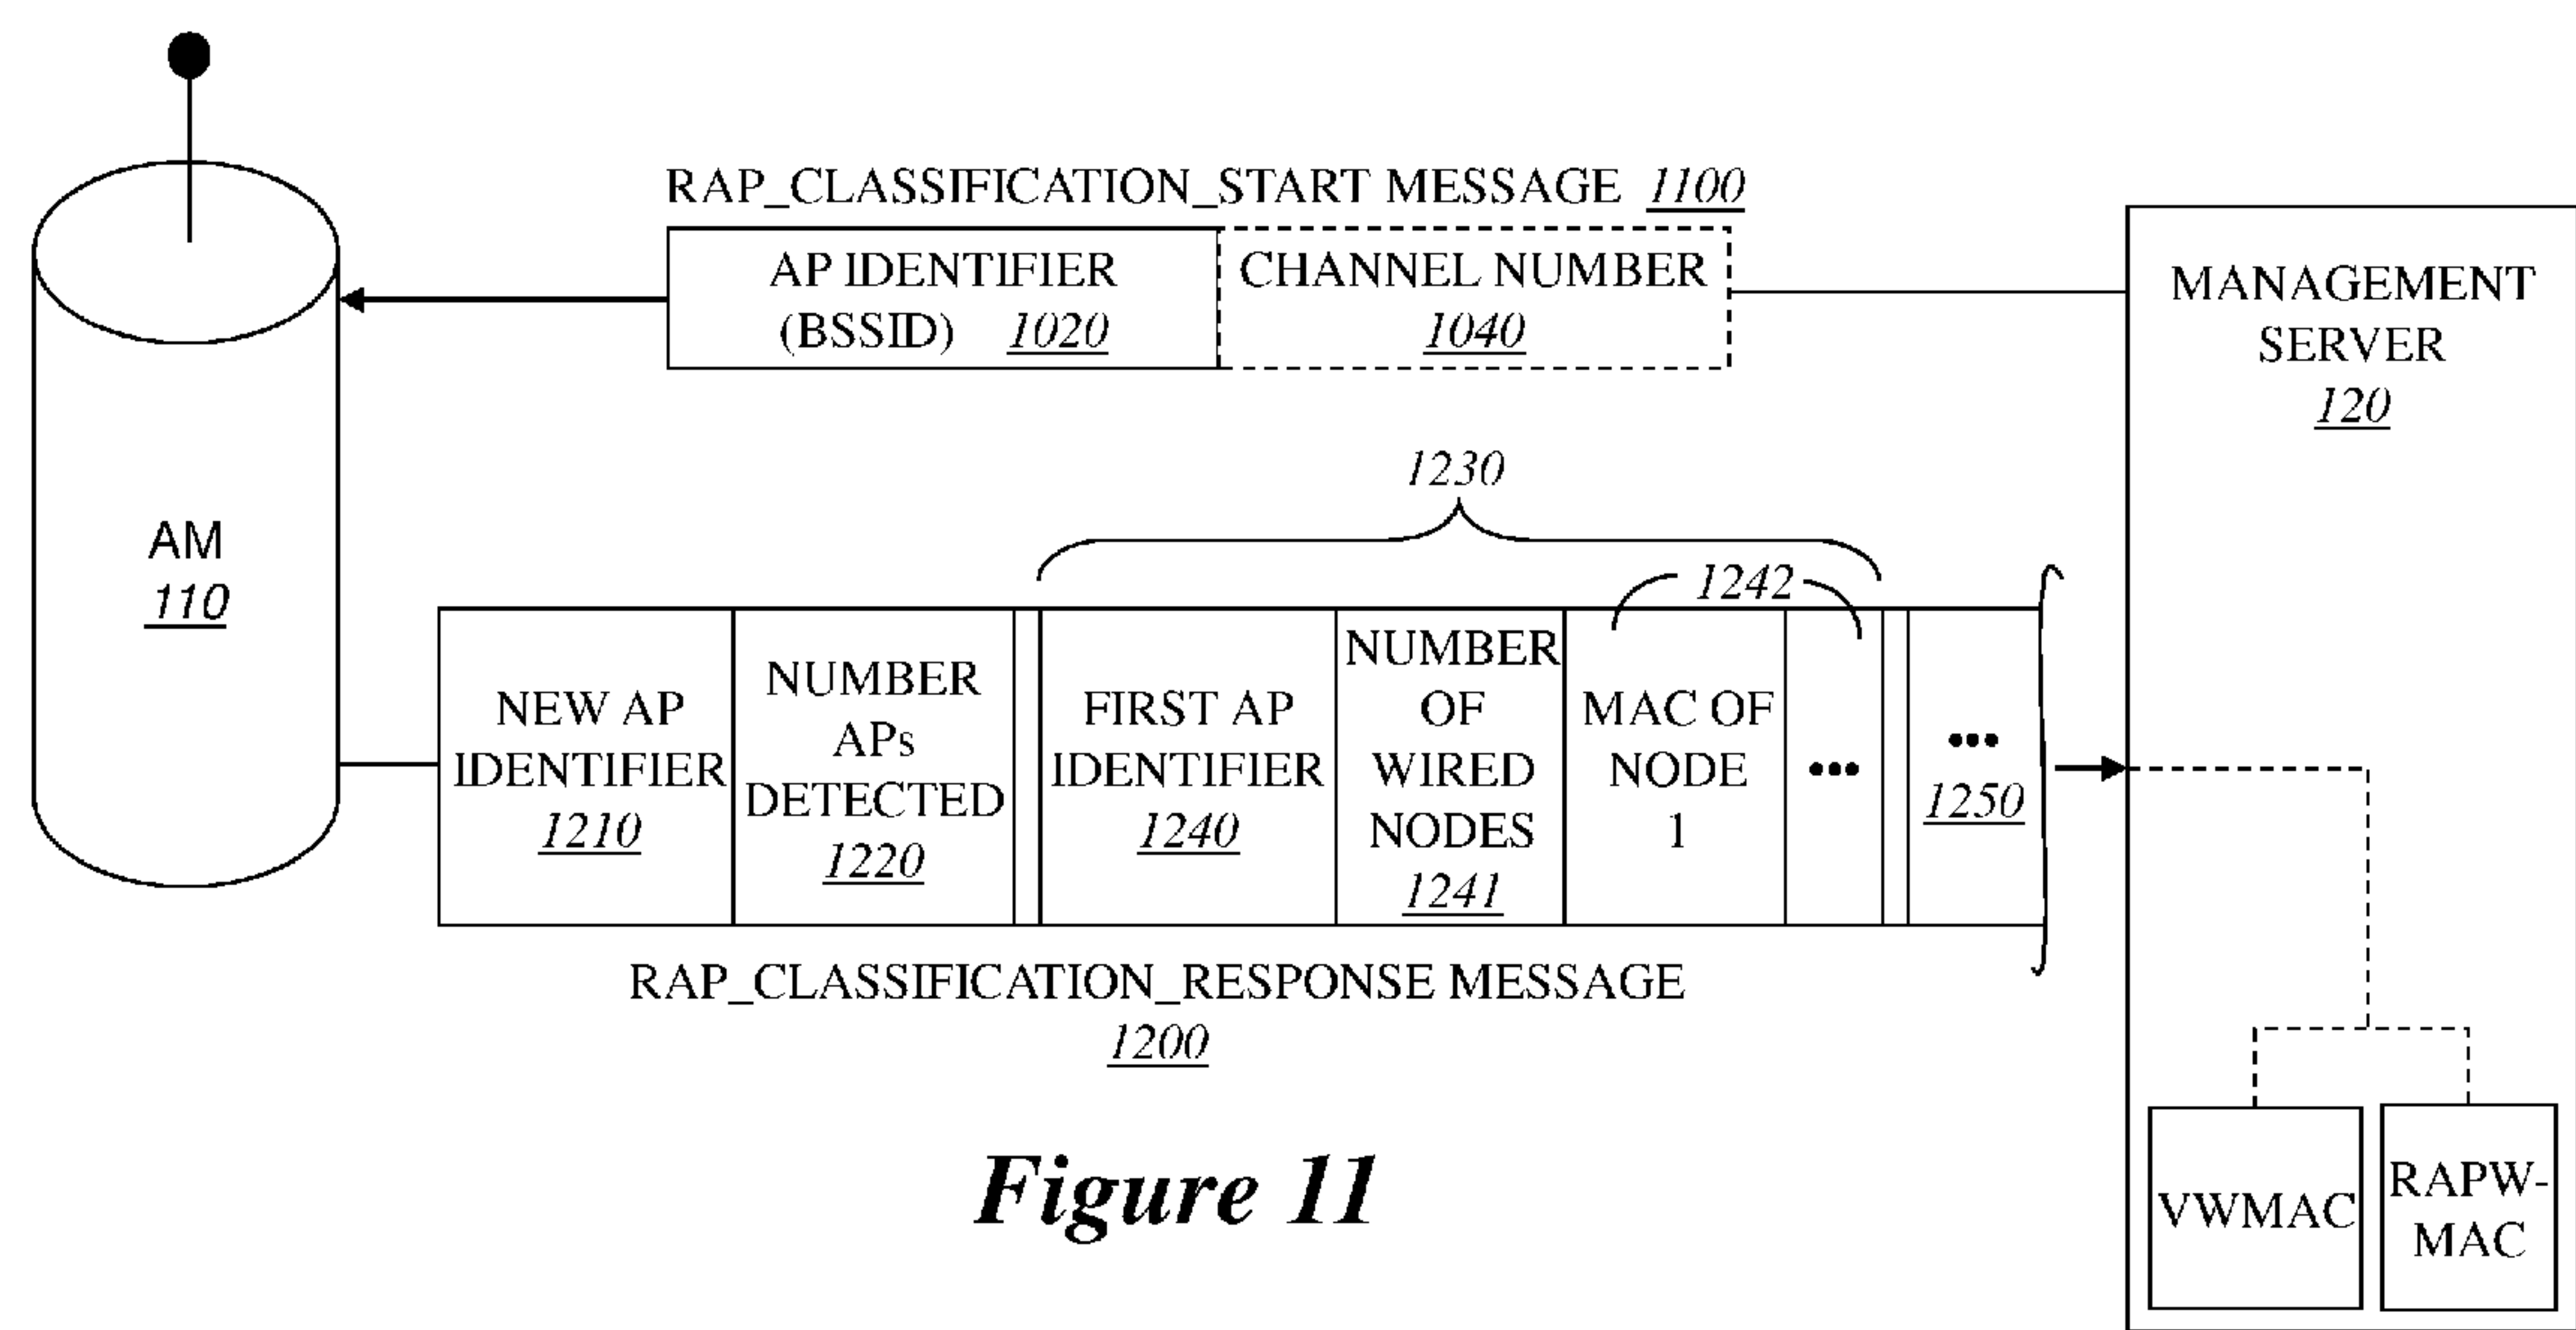 RAP_CLASSIFICATION_START MESSAGE 1100
AP IDENTIFIER
(BSSID) 1020
CHANNEL NUMBER
1040
MANAGEMENT
SERVER
120
AM
110
1230
1242
NEW AP
IDENTIFIER
1210
NUMBER
APs
DETECTED
1220
FIRST AP
IDENTIFIER
1240
NUMBER
OF
WIRED
NODES
1241
MAC OF
NODE
1
•••
•••
1250
RAP_CLASSIFICATION_RESPONSE MESSAGE
1200
VWMAC
RAPW-
MAC
Figure 11